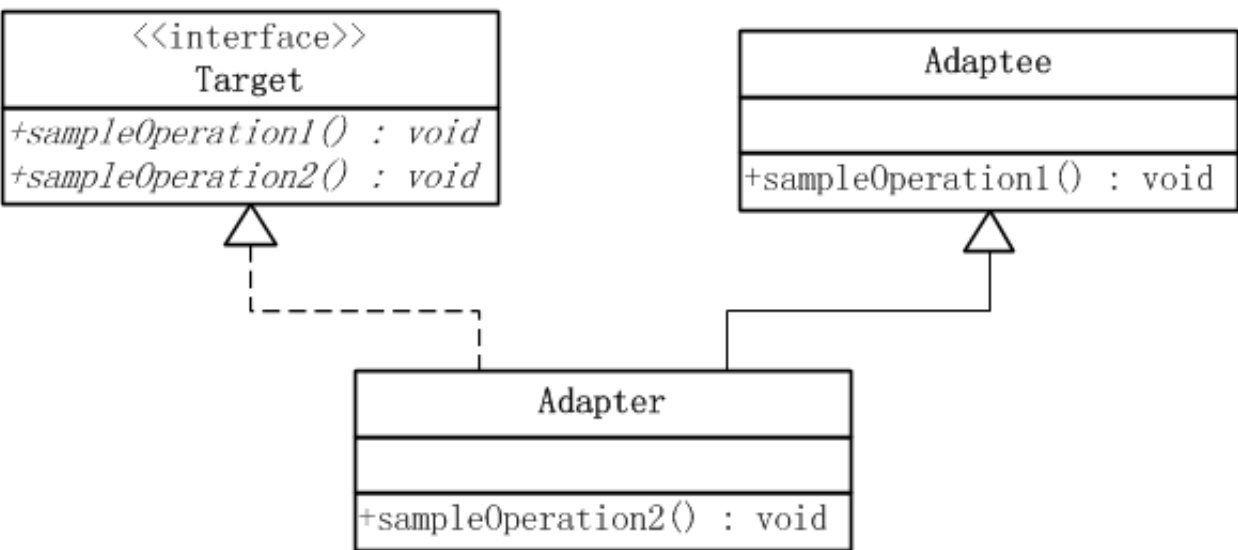 <<interface>>
Target
+sampleOperation1() : void
+sampleOperation2() : void
Adaptee
+sampleOperation1() : void
Adapter
+sampleOperation2() : void